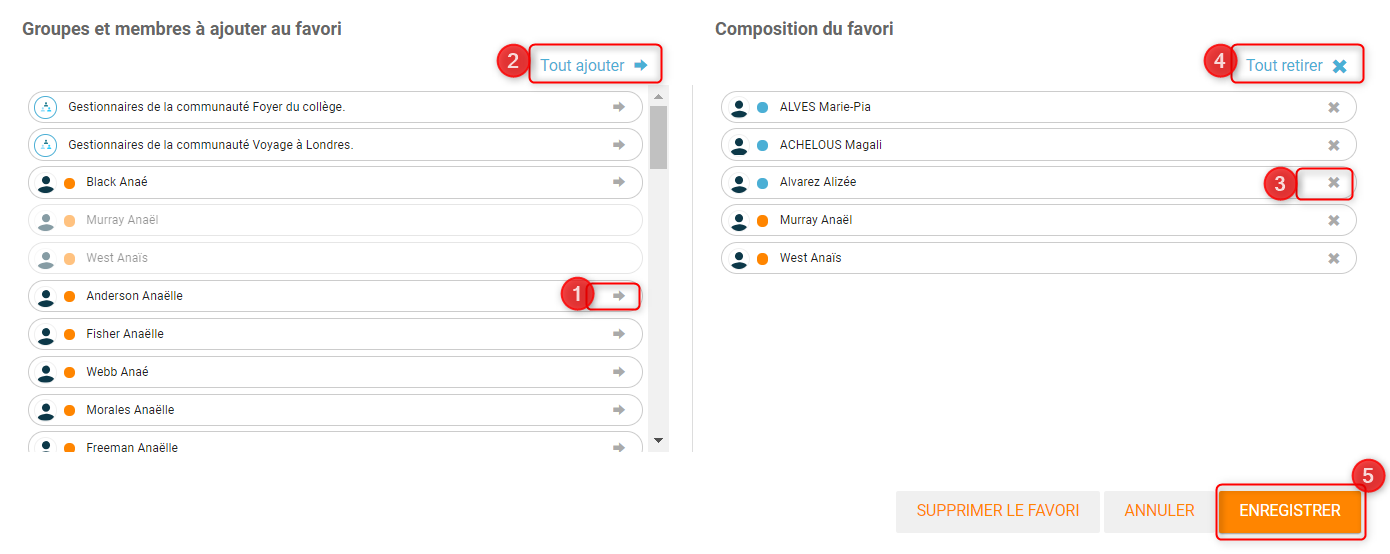 Groupes et membres à ajouter au favori
2 Tout ajouter
Gestionnaires de la communauté Foyer du collège.
Gestionnaires de la communauté Voyage à Londres.
Black Anaé
Murray Anaël
West Anaïs
Anderson Anaëlle
1
Fisher Anaëlle
Webb Anaé
Morales Anaëlle
Freeman Anaëlle
Composition du favori
4 Tout retirer
ALVES Marie-Pia
ACHELOUS Magali
Alvarez Alizée
3
Murray Anaël
West Anaïs
5
SUPPRIMER LE FAVORI
ANNULER
ENREGISTRER